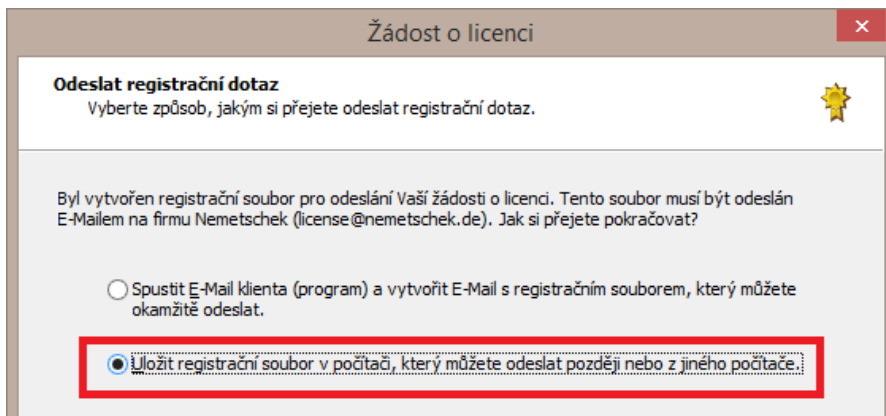 Žádost o licenci
Odeslat registrační dotaz
Vyberte způsob, jakým si přejete odeslat registrační dotaz.
Byl vytvořen registrační soubor pro odeslání Vaší žádosti o licenci. Tento soubor musí být odeslán
E-Mailem na firmu Nemetschek (license@nemetschek.de). Jak si přejete pokračovat?
Spustit E-Mail klienta (program) a vytvořit E-Mail s registračním souborem, který můžete
okamžitě odeslat.
Uložit registrační soubor v počítači, který můžete odeslat později nebo z jiného počítače.